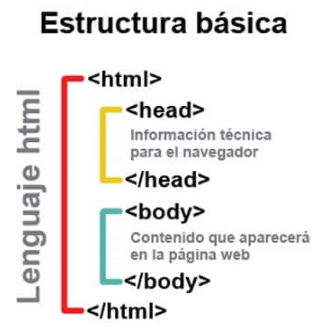 Estructura básica
Lenguaje html
<html>
<head>
Información técnica
para el navegador
</head>
<body>
Contenido que aparecerá
en la página web
</body>
</html>